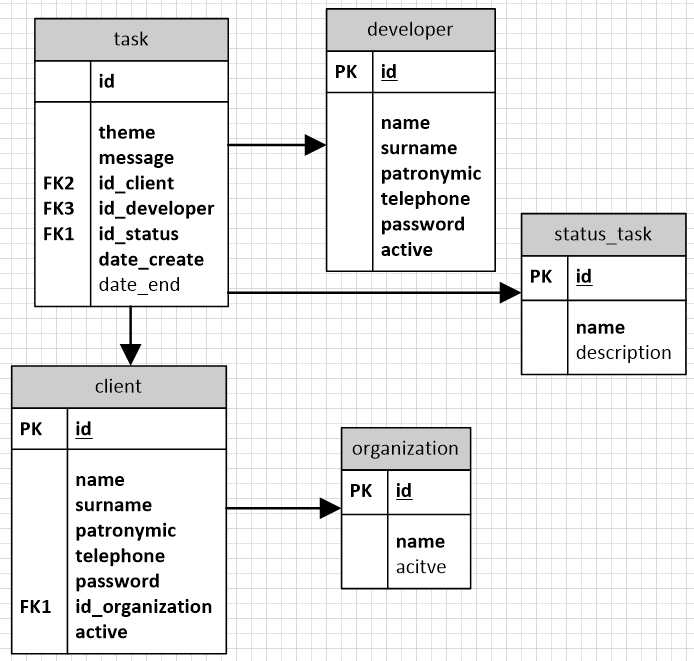 task
id
theme
message
FK2 id_client
FK3 id_developer
FK1 id_status
date_create
date_end
developer
PK id
name
surname
patronymic
telephone
password
active
status_task
PK id
name
description
client
PK id
name
surname
patronymic
telephone
password
FK1 id_organization
active
organization
PK id
name
acitve